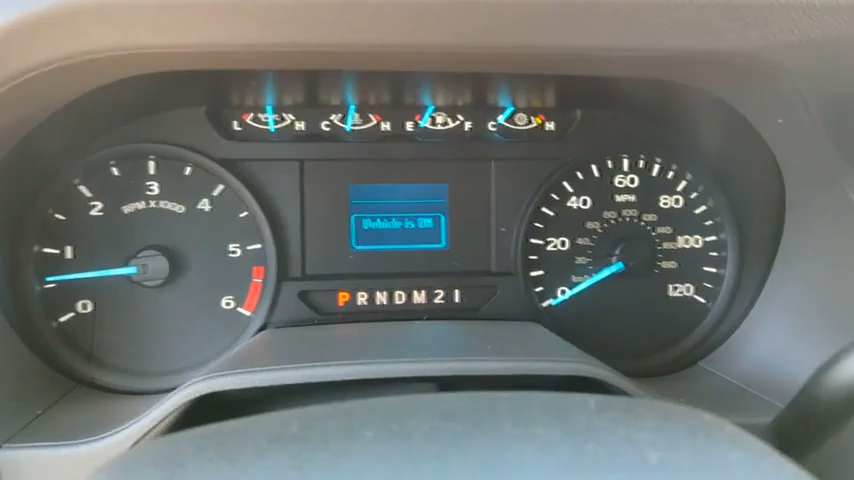 L H C H E F C H
0 1 2 3 4 5 6
RPM X 1000
Vehicle is ON
P R N D M 2 1
0 20 40 60 80 100 120
MPH